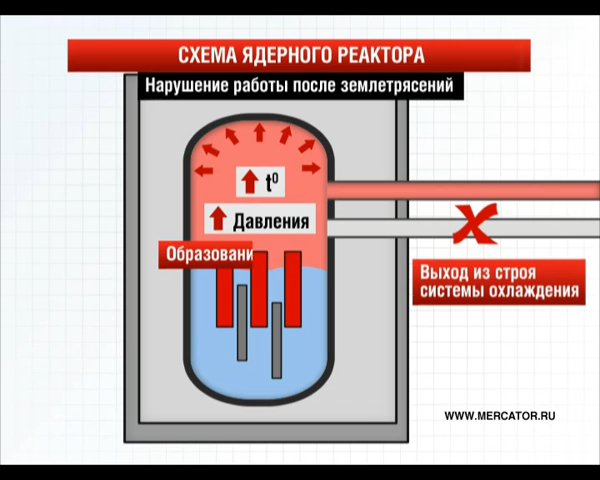 СХЕМА ЯДЕРНОГО РЕАКТОРА
Нарушение работы после землетрясений
t⁰
Давления
Образовани
Выход из строя
системы охлаждения
WWW.MERCATOR.RU